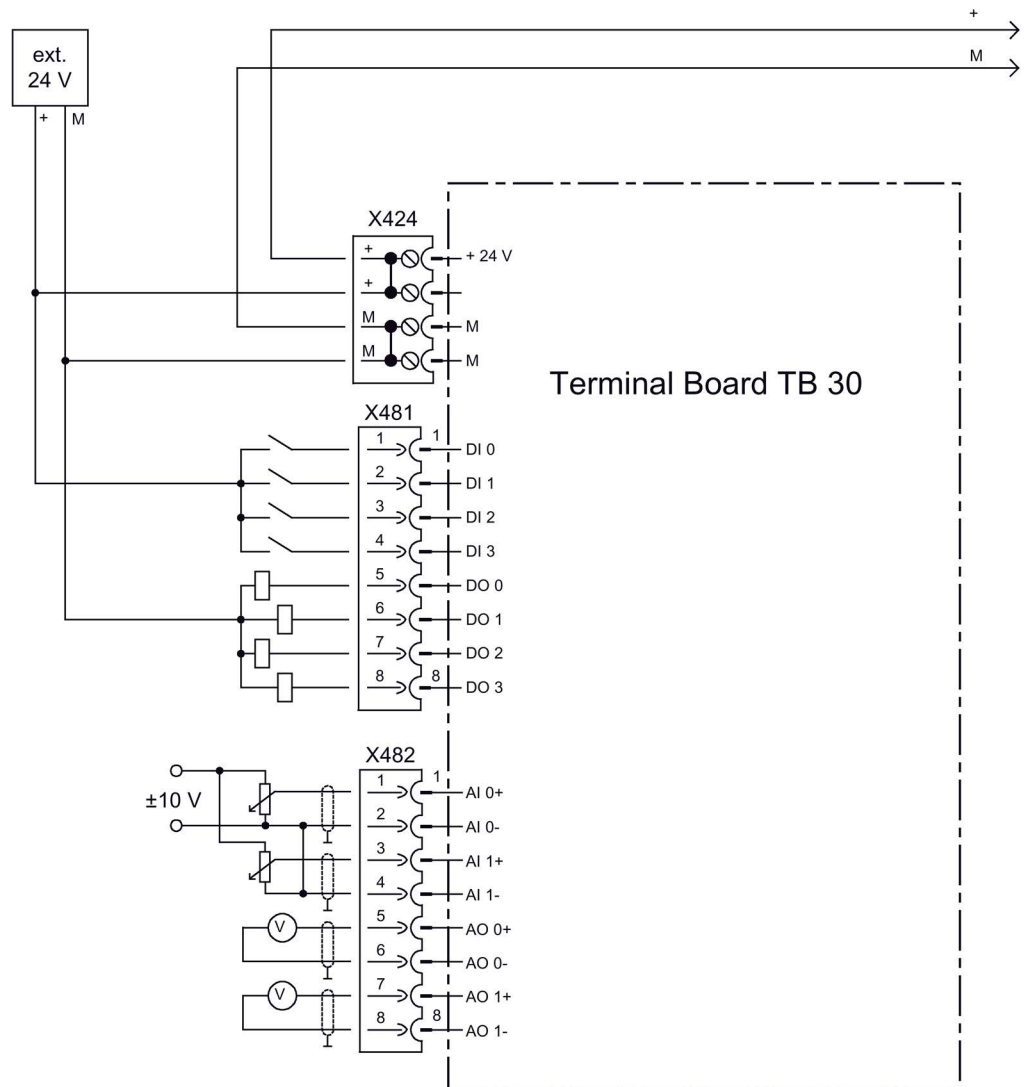 +
M
ext.
24 V
+ M
X424
+ + 24 V
+
M M
M M
Terminal Board TB 30
X481
1 1 DI 0
2 DI 1
3 DI 2
4 DI 3
5 DO 0
6 DO 1
7 DO 2
8 8 DO 3
X482
±10 V
1 1 AI 0+
2 AI 0-
3 AI 1+
4 AI 1-
V 5 AO 0+
6 AO 0-
V 7 AO 1+
8 8 AO 1-